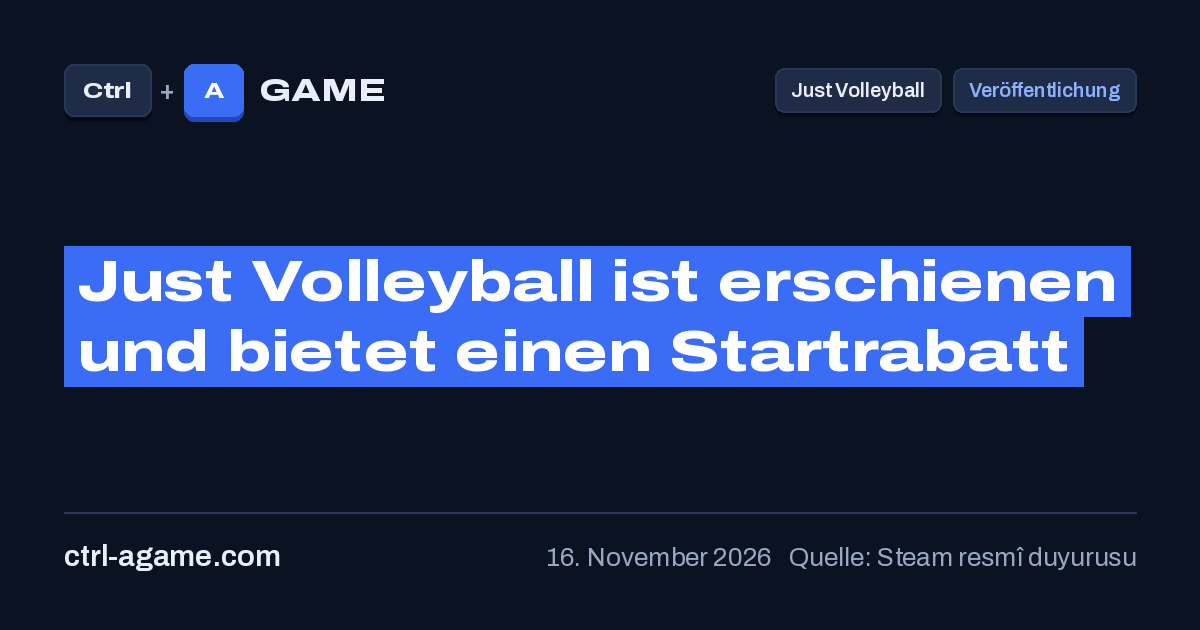 Ctrl + A GAME
Just Volleyball
Veröffentlichung
Just Volleyball ist erschienen
und bietet einen Startrabatt
ctrl-agame.com
16. November 2026 Quelle: Steam resmî duyurusu